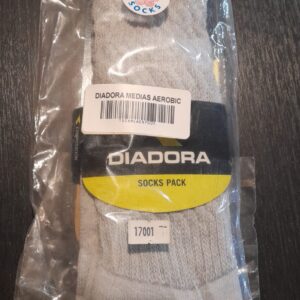 SOCKS
DIADORA MEDIAS AEROBIC
DIADORA
SOCKS PACK
17001